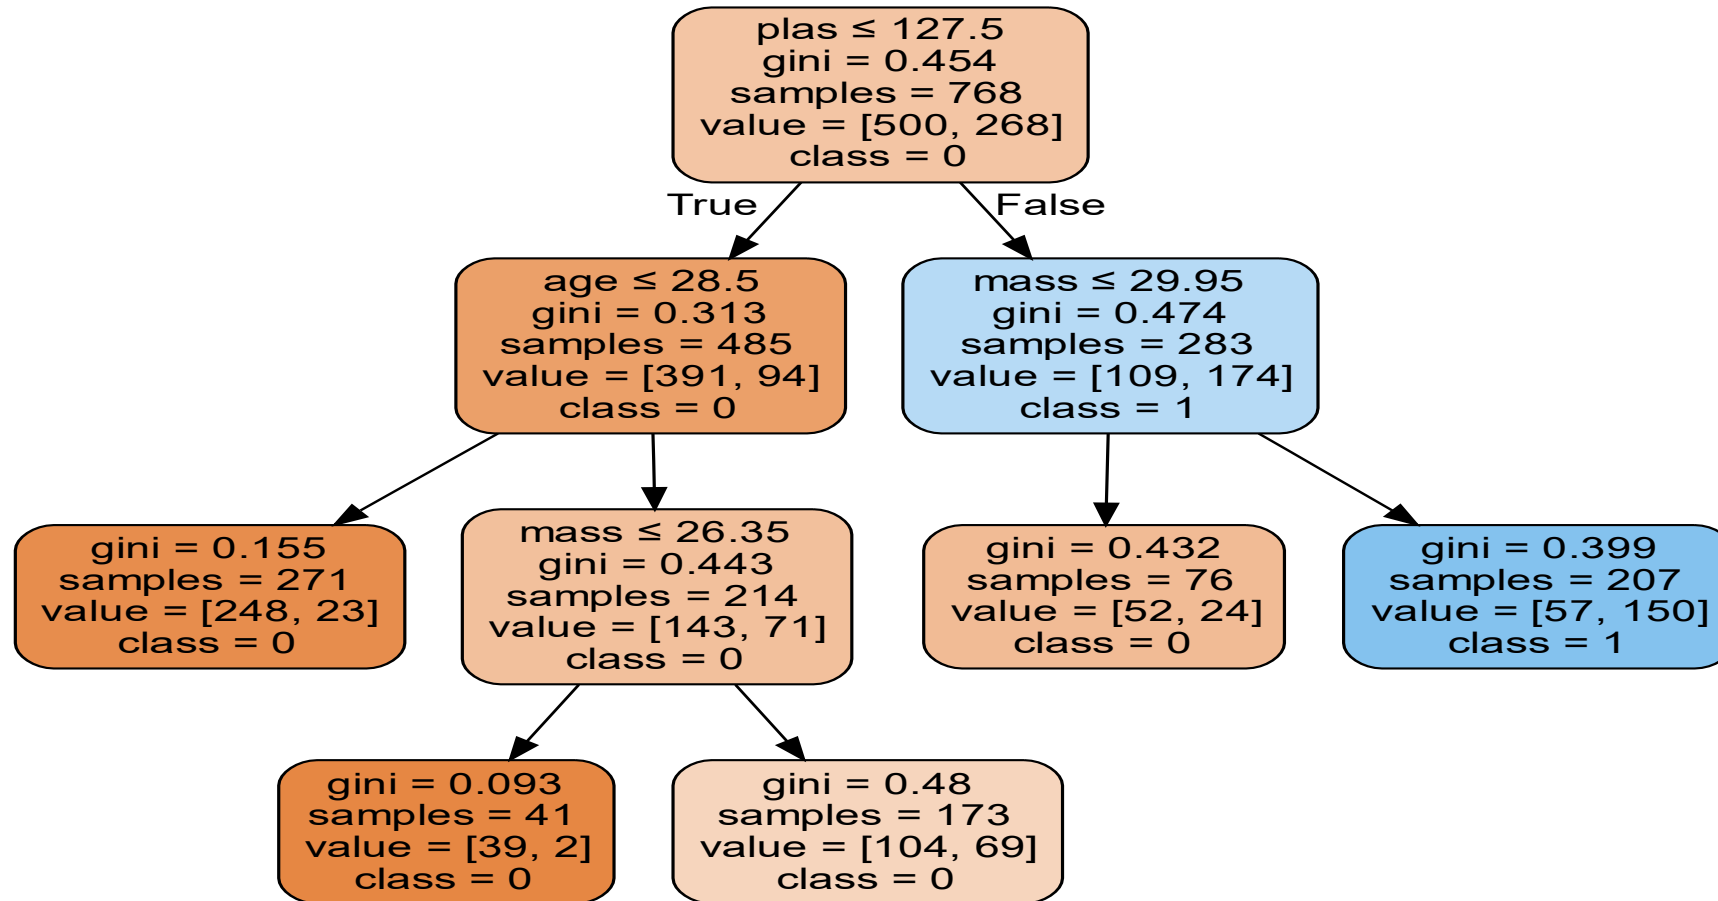 plas ≤ 127.5
gini = 0.454
samples = 768
value = [500, 268]
class = 0
True
False
age ≤ 28.5
gini = 0.313
samples = 485
value = [391, 94]
class = 0
mass ≤ 29.95
gini = 0.474
samples = 283
value = [109, 174]
class = 1
gini = 0.155
samples = 271
value = [248, 23]
class = 0
mass ≤ 26.35
gini = 0.443
samples = 214
value = [143, 71]
class = 0
gini = 0.432
samples = 76
value = [52, 24]
class = 0
gini = 0.399
samples = 207
value = [57, 150]
class = 1
gini = 0.093
samples = 41
value = [39, 2]
class = 0
gini = 0.48
samples = 173
value = [104, 69]
class = 0